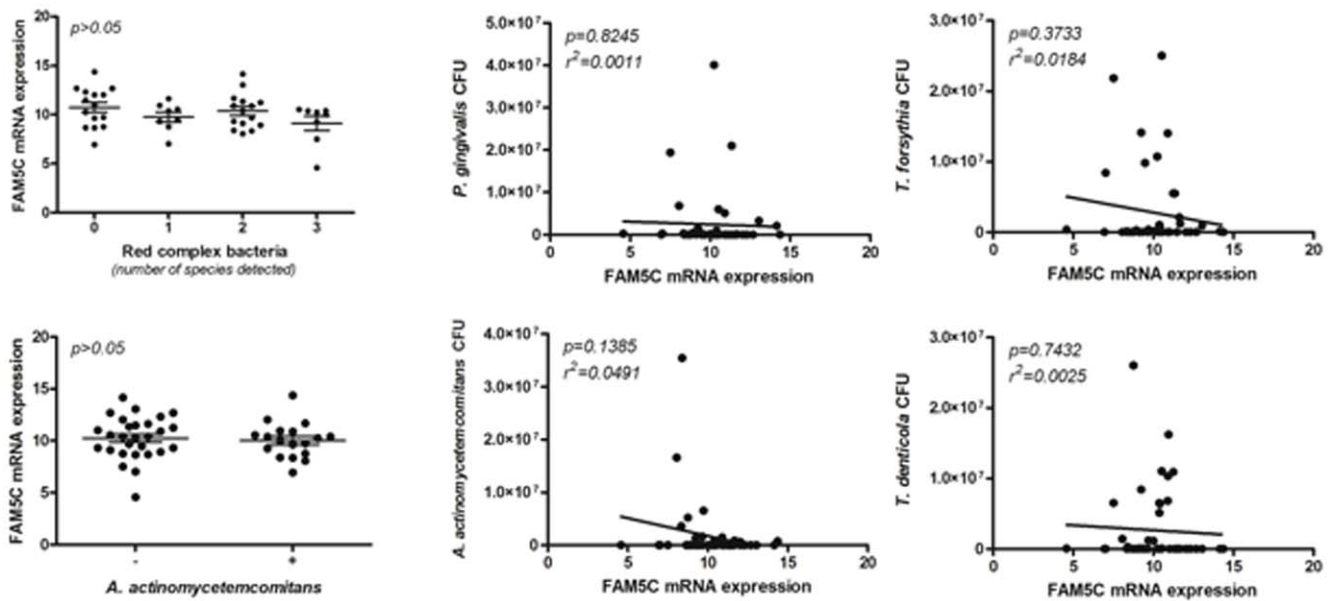 FAM5C mRNA expression
20
15
10
5
0
p>0.05
0 1 2 3
Red complex bacteria
(number of species detected)
P. gingivalis CFU
5.0×10⁷
4.0×10⁷
3.0×10⁷
2.0×10⁷
1.0×10⁷
0
p=0.8245
r²=0.0011
0 5 10 15 20
FAM5C mRNA expression
T. forsythia CFU
3.0×10⁷
2.0×10⁷
1.0×10⁷
0
p=0.3733
r²=0.0184
0 5 10 15 20
FAM5C mRNA expression
FAM5C mRNA expression
20
15
10
5
0
p>0.05
- +
A. actinomycetemcomitans
A. actinomycetemcomitans CFU
4.0×10⁷
3.0×10⁷
2.0×10⁷
1.0×10⁷
0
p=0.1385
r²=0.0491
0 5 10 15 20
FAM5C mRNA expression
T. denticola CFU
3.0×10⁷
2.0×10⁷
1.0×10⁷
0
p=0.7432
r²=0.0025
0 5 10 15 20
FAM5C mRNA expression